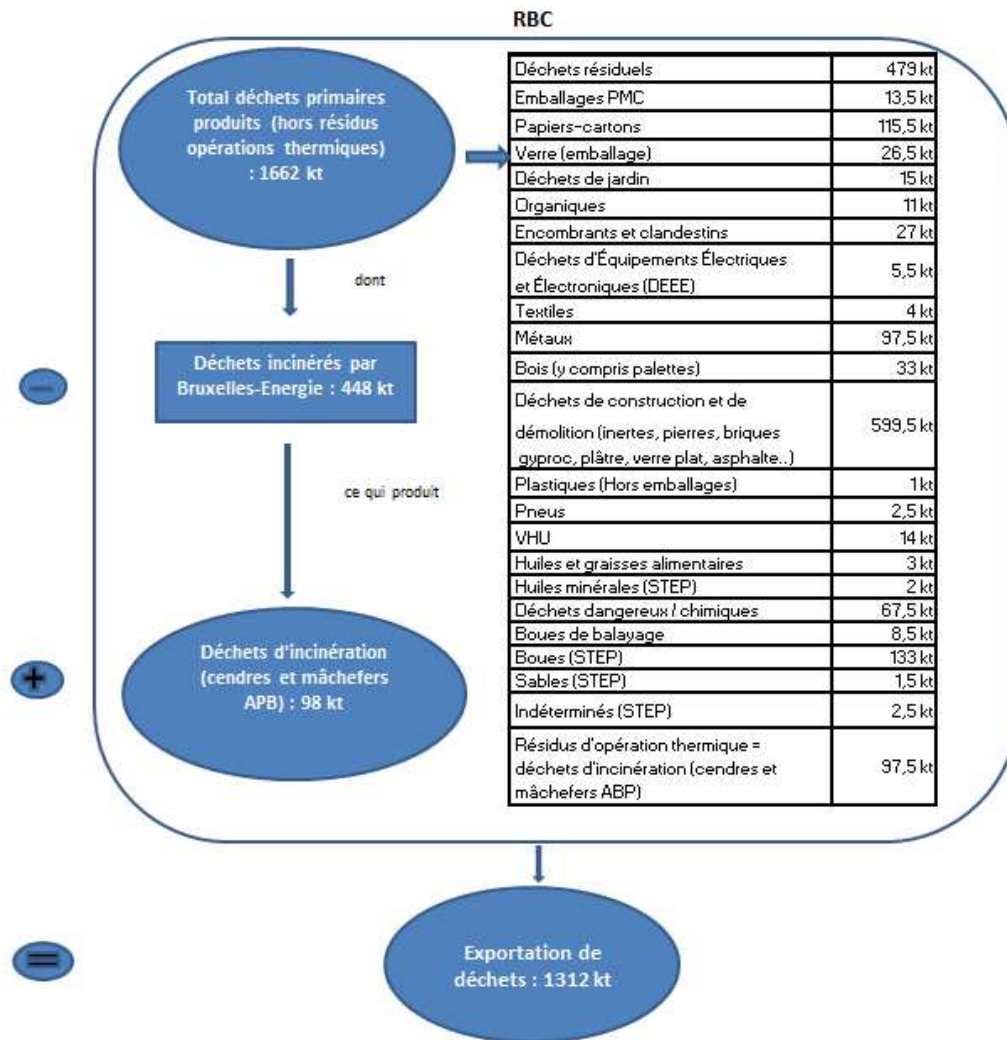 RBC
Total déchets primaires
produits (hors résidus
opérations thermiques)
: 1662 kt
dont
Déchets incinérés par
Bruxelles-Energie : 448 kt
ce qui produit
Déchets d'incinération
(cendres et mâchefers
APB) : 98 kt
Déchets résiduels 479 kt
Emballages PMC 13,5 kt
Papiers-cartons 115,5 kt
Verre (emballage) 26,5 kt
Déchets de jardin 15 kt
Organiques 11 kt
Encombrants et clandestins 27 kt
Déchets d'Équipements Électriques
et Électroniques (DEEE) 5,5 kt
Textiles 4 kt
Métaux 97,5 kt
Bois (y compris palettes) 33 kt
Déchets de construction et de
démolition (inertes, pierres, briques 599,5 kt
gyproc, plâtre, verre plat, asphalte..)
Plastiques (Hors emballages) 1 kt
Pneus 2,5 kt
VHU 14 kt
Huiles et graisses alimentaires 3 kt
Huiles minérales (STEP) 2 kt
Déchets dangereux / chimiques 67,5 kt
Boues de balayage 8,5 kt
Boues (STEP) 133 kt
Sables (STEP) 1,5 kt
Indéterminés (STEP) 2,5 kt
Résidus d'opération thermique =
déchets d'incinération (cendres et 97,5 kt
mâchefers ABP)
−
+
=
Exportation de
déchets : 1312 kt